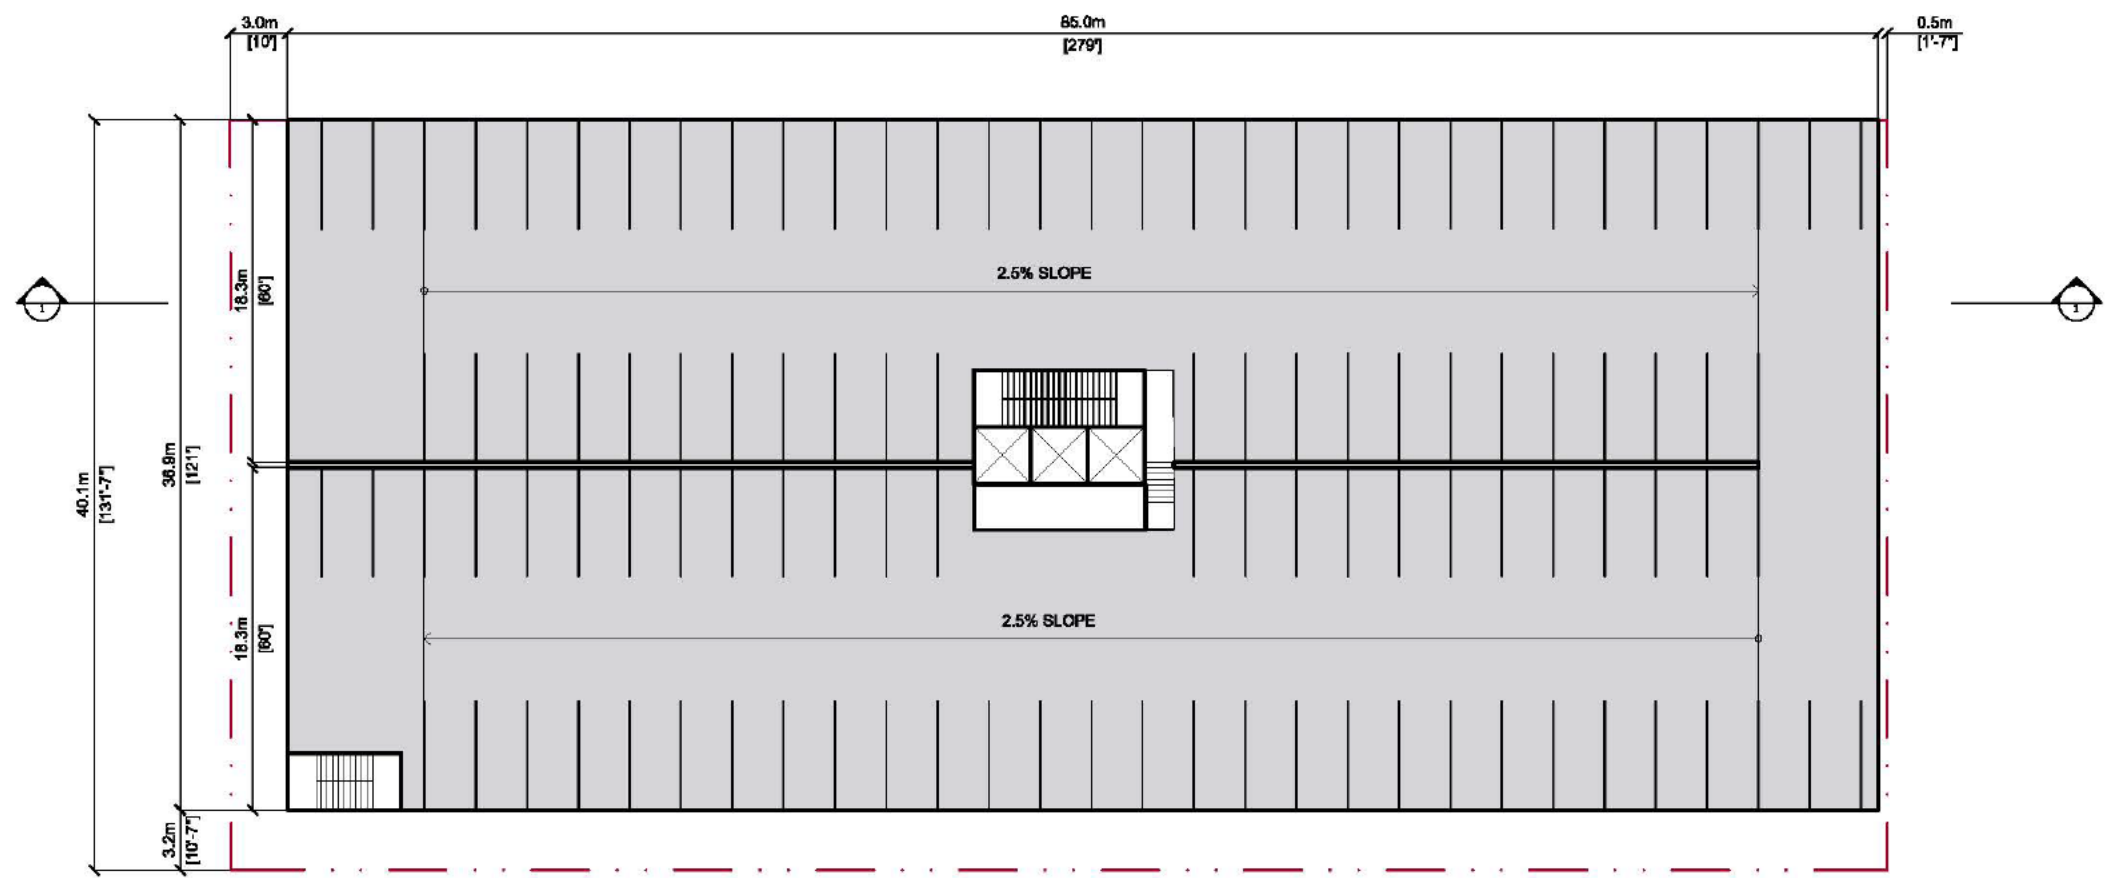 3.0m
[10']
85.0m
[279']
0.5m
[1'-7"]
2.5% SLOPE
18.3m
[60']
1
1
36.9m
[121']
40.1m
[131'-7"]
2.5% SLOPE
18.3m
[60']
3.2m
[10'-7"]